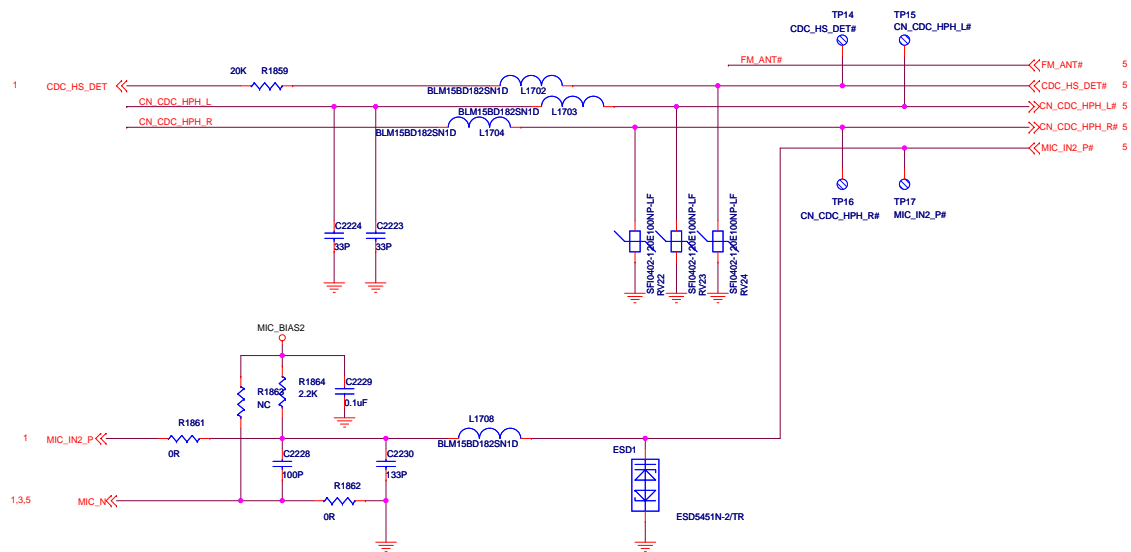 TP14
TP15
CDC_HS_DET#
CN_CDC_HPH_L#
FM_ANT#
FM_ANT#
5
1
CDC_HS_DET
20K
R1859
BLM15BD182SN1D
L1702
CDC_HS_DET#
5
CN_CDC_HPH_L
BLM15BD182SN1D
L1703
CN_CDC_HPH_L#
5
CN_CDC_HPH_R
BLM15BD182SN1D
L1704
CN_CDC_HPH_R#
5
MIC_IN2_P#
5
TP16
TP17
CN_CDC_HPH_R#
MIC_IN2_P#
C2224
33P
C2223
33P
SFI0402-120E100NP-LF
RV22
SFI0402-120E100NP-LF
RV23
SFI0402-120E100NP-LF
RV24
MIC_BIAS2
R1863
NC
R1864
2.2K
C2229
0.1uF
R1861
0R
1
MIC_IN2_P
L1708
BLM15BD182SN1D
C2228
100P
C2230
133P
ESD1
ESD5451N-2/TR
1,3,5
MIC_N
R1862
0R